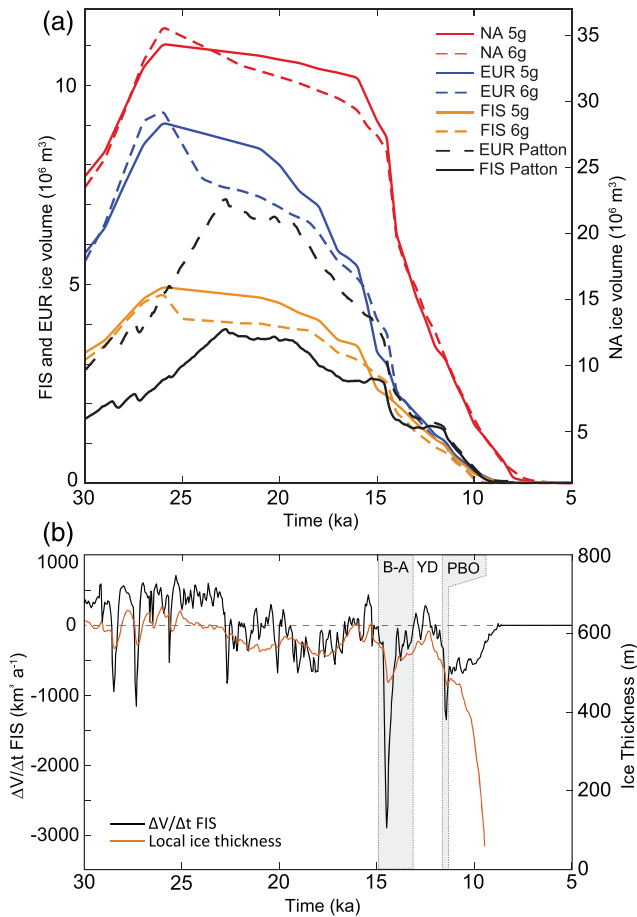 (a)
NA 5g
NA 6g
EUR 5g
EUR 6g
FIS 5g
FIS 6g
EUR Patton
FIS Patton
FIS and EUR ice volume (10⁶ m³)
10
5
0
NA ice volume (10⁶ m³)
35
30
25
20
15
10
5
30
25
20
15
10
5
Time (ka)
(b)
B-A
YD
PBO
ΔV/Δt FIS (km³ a⁻¹)
1000
0
-1000
-2000
-3000
Ice Thickness (m)
800
600
400
200
0
ΔV/Δt FIS
Local ice thickness
30
25
20
15
10
5
Time (ka)